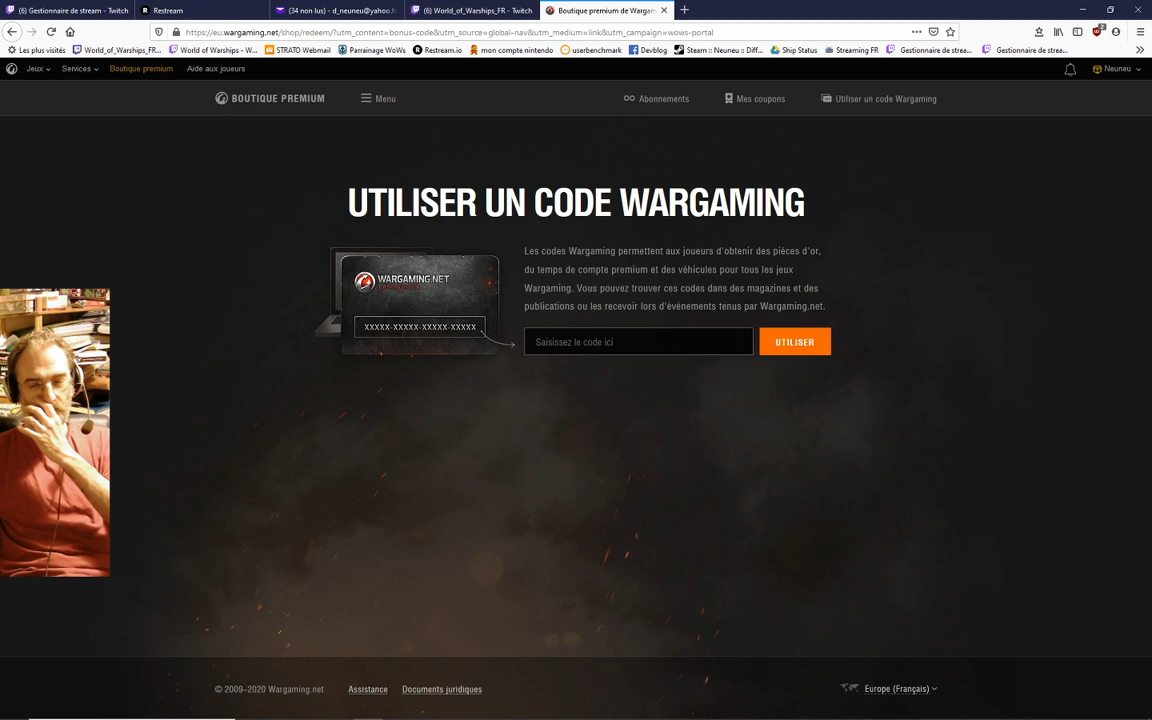 (6) Gestionnaire de stream - Twitch
Restream
(34 non lus) - d_neuneu@yahoo.f
(6) World_of_Warships_FR - Twitch
Boutique premium de Wargam
https://eu.wargaming.net/shop/redeem/?utm_content=bonus-code&utm_source=global-nav&utm_medium=link&utm_campaign=wows-portal
Les plus visités World_of_Warships_FR... World of Warships - W... STRATO Webmail Parrainage WoWs Restream.io mon compte nintendo userbenchmark Devblog Steam :: Neuneu :: Diff... Ship Status Streaming FR Gestionnaire de strea... Gestionnaire de strea...
Jeux Services Boutique premium Aide aux joueurs Neuneu
BOUTIQUE PREMIUM Menu Abonnements Mes coupons Utiliser un code Wargaming
UTILISER UN CODE WARGAMING
Les codes Wargaming permettent aux joueurs d'obtenir des pièces d'or,
du temps de compte premium et des véhicules pour tous les jeux
Wargaming. Vous pouvez trouver ces codes dans des magazines et des
publications ou les recevoir lors d'évènements tenus par Wargaming.net.
WARGAMING.NET
XXXXX-XXXXX-XXXXX-XXXXX
Saisissez le code ici
UTILISER
© 2009–2020 Wargaming.net Assistance Documents juridiques Europe (Français)